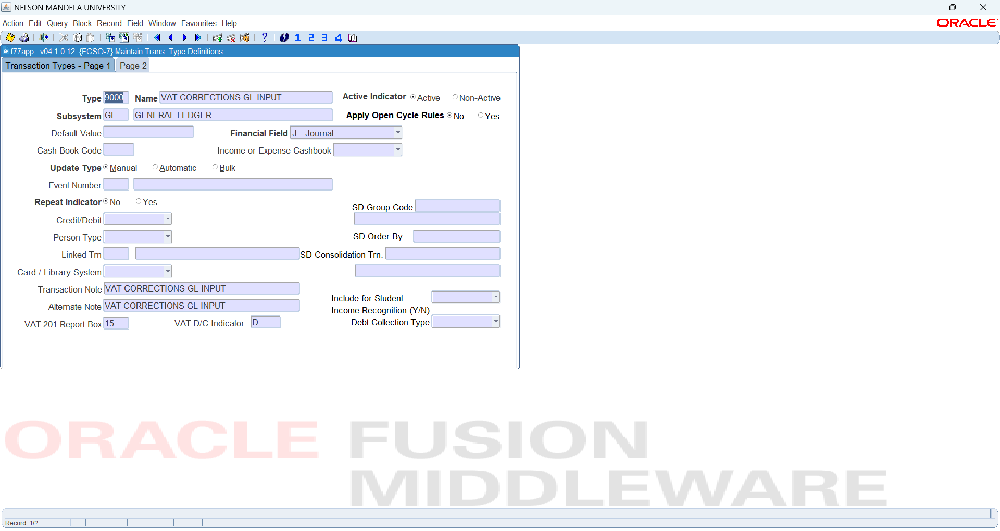 NELSON MANDELA UNIVERSITY
Action Edit Query Block Record Field Window Favourites Help
ORACLE
1 2 3 4
f77app : v04.1.0.12 {FCSO-7} Maintain Trans. Type Definitions
Transaction Types - Page 1 Page 2
Type 9000 Name VAT CORRECTIONS GL INPUT Active Indicator Active Non-Active
Subsystem GL GENERAL LEDGER Apply Open Cycle Rules No Yes
Default Value Financial Field J - Journal
Cash Book Code Income or Expense Cashbook
Update Type Manual Automatic Bulk
Event Number
Repeat Indicator No Yes
SD Group Code
Credit/Debit
Person Type SD Order By
Linked Trn SD Consolidation Trn.
Card / Library System
Transaction Note VAT CORRECTIONS GL INPUT
Alternate Note VAT CORRECTIONS GL INPUT
Include for Student
Income Recognition (Y/N)
VAT 201 Report Box 15 VAT D/C Indicator D Debt Collection Type
ORACLE FUSION
MIDDLEWARE
Record: 1/?